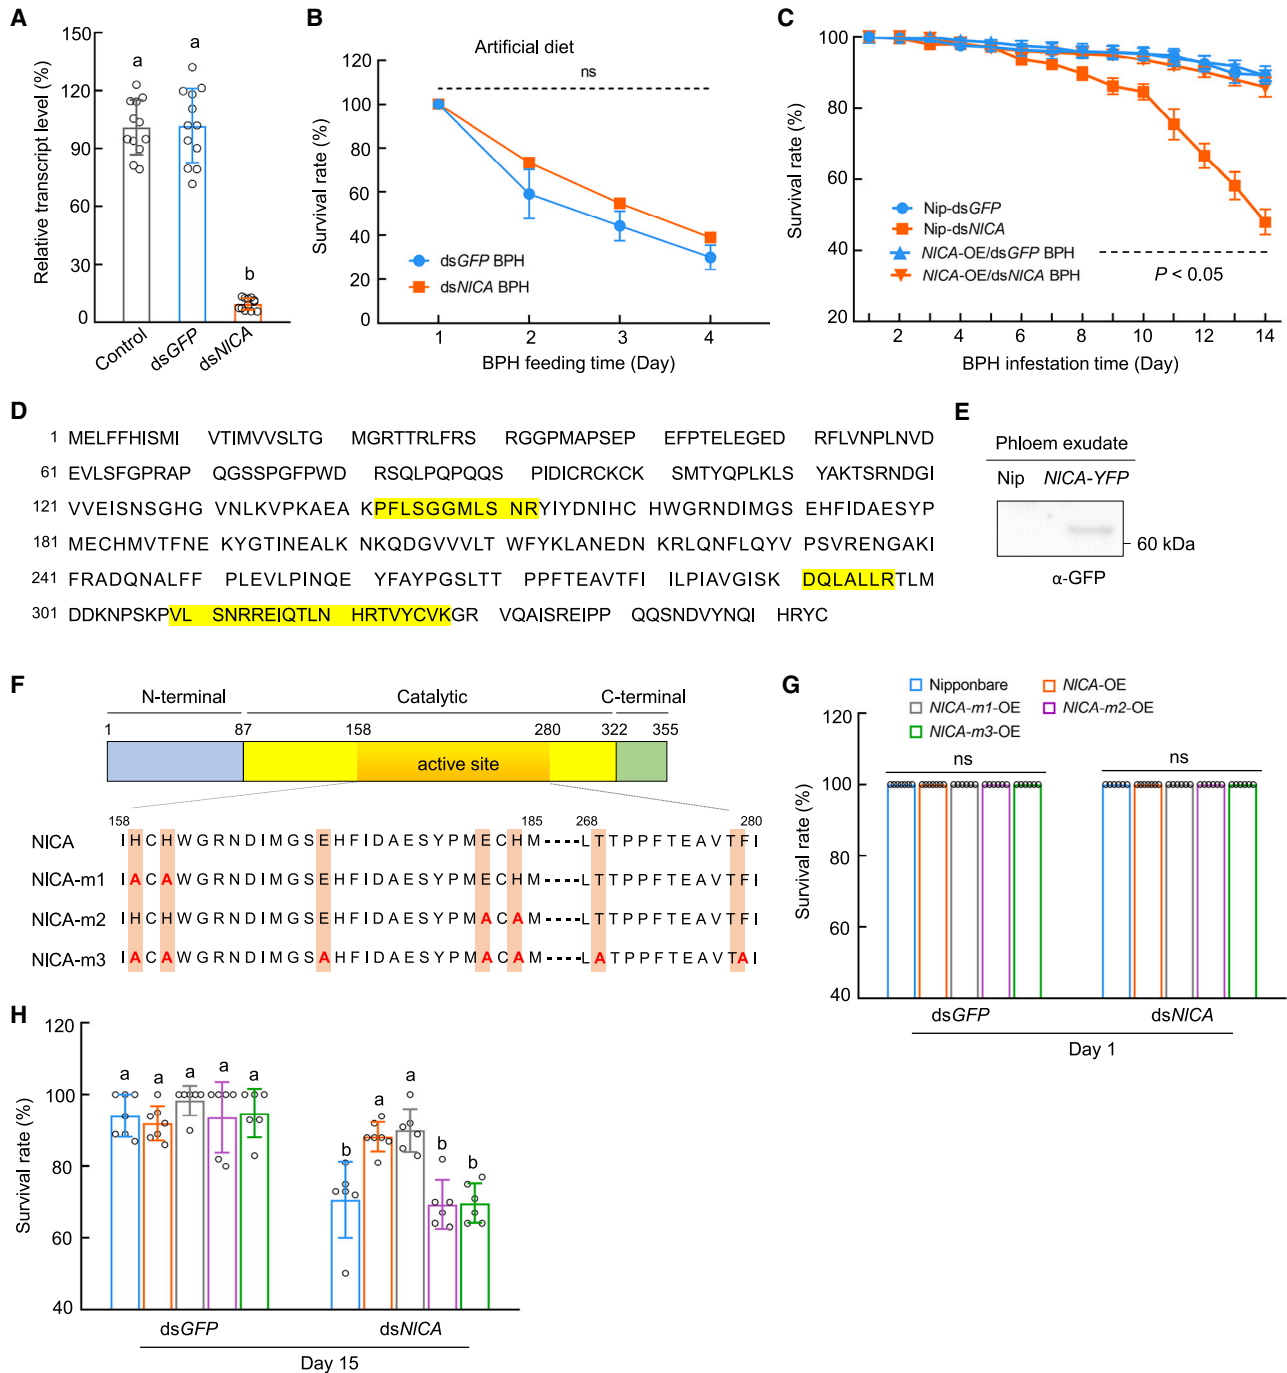 A
Relative transcript level (%)
150
120
90
60
30
0
a
a
b
Control
dsGFP
dsNlCA
B
Artificial diet
ns
Survival rate (%)
120
100
80
60
40
20
0
dsGFP BPH
dsNlCA BPH
1 2 3 4
BPH feeding time (Day)
C
Survival rate (%)
100
80
60
40
20
Nip-dsGFP
Nip-dsNlCA
NlCA-OE/dsGFP BPH
NlCA-OE/dsNlCA BPH
P < 0.05
2 4 6 8 10 12 14
BPH infestation time (Day)
D
1 MELFFHISMI VTIMVVSLTG MGRTTRLFRS RGGPMAPSEP EFPTELEGED RFLVNPLNVD
61 EVLSFGPRAP QGSSPGFPWD RSQLPQPQQS PIDICRCKCK SMTYQPLKLS YAKTSRNDGI
121 VVEISNSGHG VNLKVPKAEA KPFLSGGMLS NRYIYDNIHC HWGRNDIMGS EHFIDAESYP
181 MECHMVTFNE KYGTINEALK NKQDGVVVLT WFYKLANEDN KRLQNFLQYV PSVRENGAKI
241 FRADQNALFF PLEVLPINQE YFAYPGSLTT PPFTEAVTFI ILPIAVGISK DQLALLRTLM
301 DDKNPSKPVL SNRREIQTLN HRTVYCVKGR VQAISREIPP QQSNDVYNQI HRYC
E
Phloem exudate
Nip NlCA-YFP
60 kDa
α-GFP
F
N-terminal Catalytic C-terminal
1 87 158 280 322 355
active site
158 185 268 280
NlCA IHCHWGRNDIMGSEHFIDAESYPMECHM----LTTPPFTEAVTFI
NlCA-m1 IACAWGRNDIMGSEHFIDAESYPMECHM----LTTPPFTEAVTFI
NlCA-m2 IHCHWGRNDIMGSEHFIDAESYPMACAM----LTTPPFTEAVTFI
NlCA-m3 IACAWGRNDIMGSAHFIDAESYPMACAM----LATPPFTEAVTAI
G
Nipponbare
NlCA-OE
NlCA-m1-OE
NlCA-m2-OE
NlCA-m3-OE
Survival rate (%)
120
100
80
60
40
ns
ns
dsGFP
dsNlCA
Day 1
H
Survival rate (%)
120
100
80
60
40
a a a a a
b a a b b
dsGFP
dsNlCA
Day 15